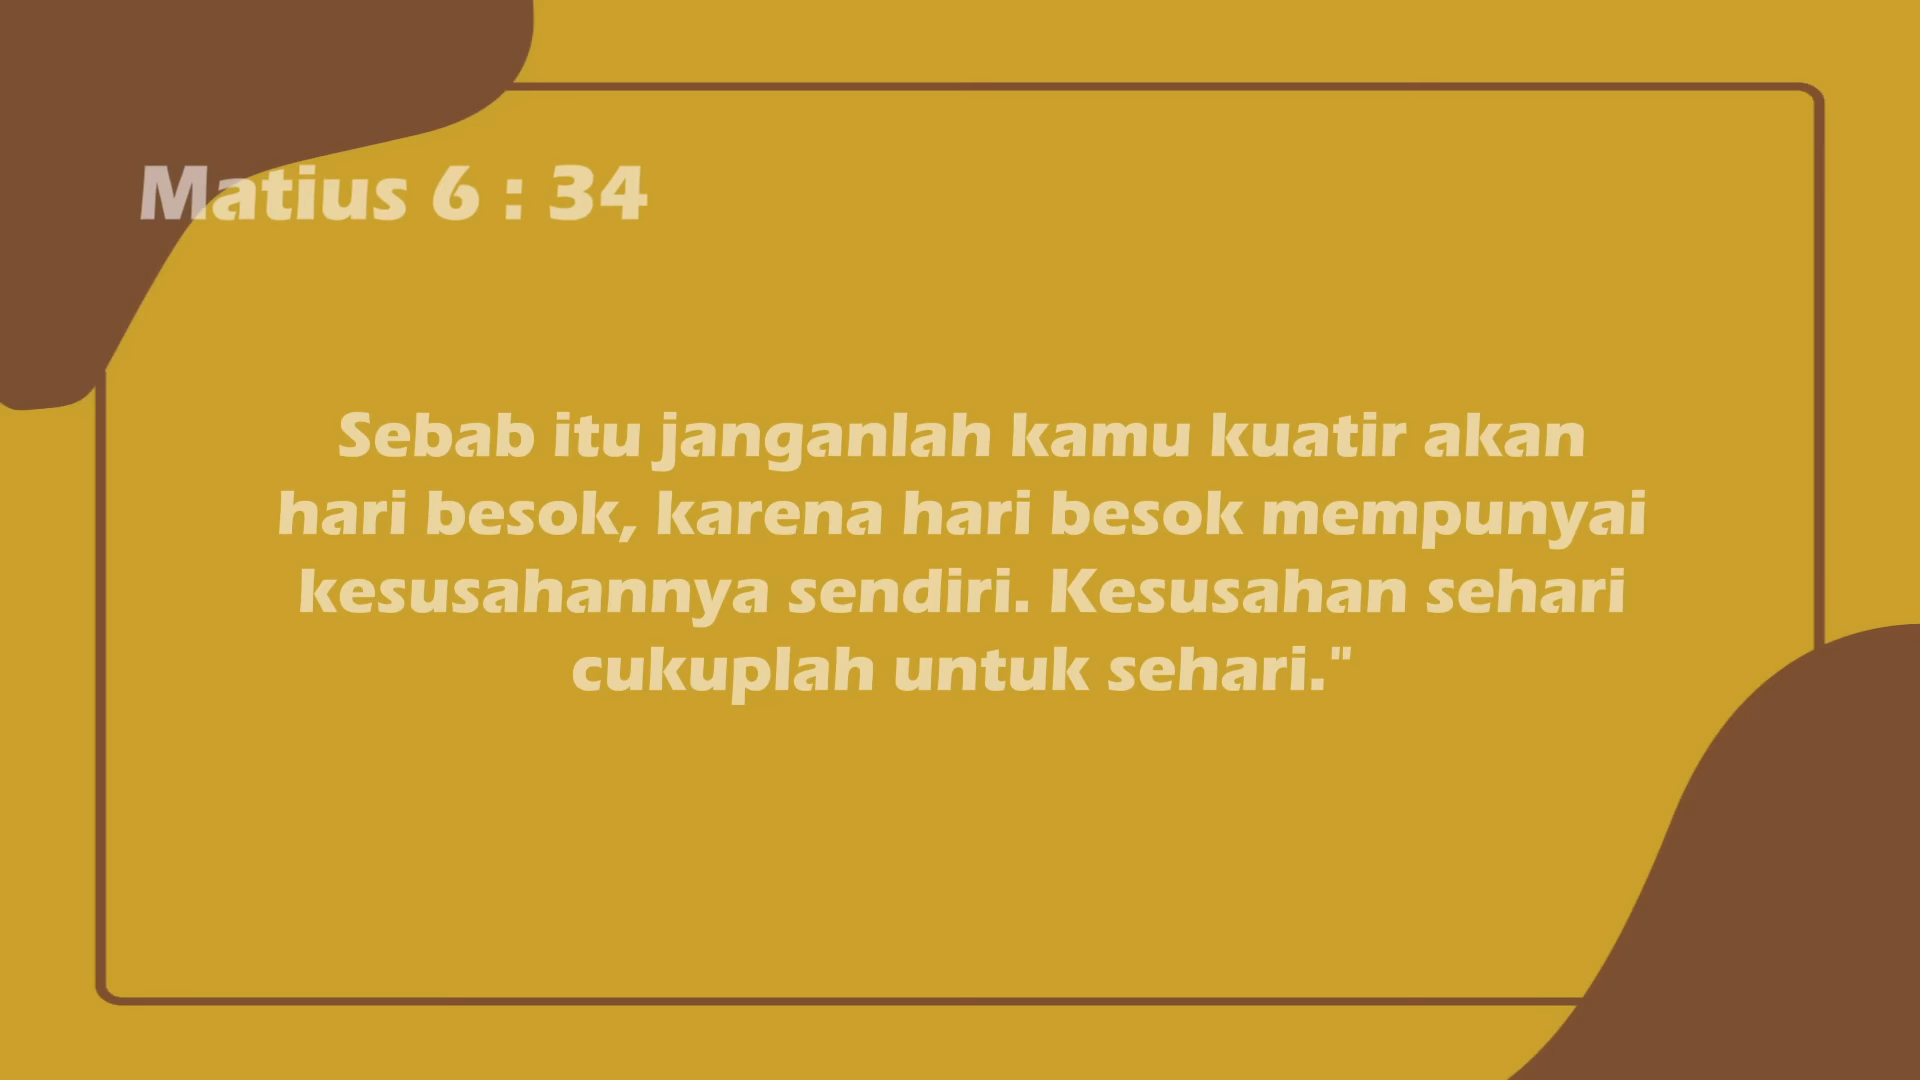 Matius 6 : 34
Sebab itu janganlah kamu kuatir akan
hari besok, karena hari besok mempunyai
kesusahannya sendiri. Kesusahan sehari
cukuplah untuk sehari."